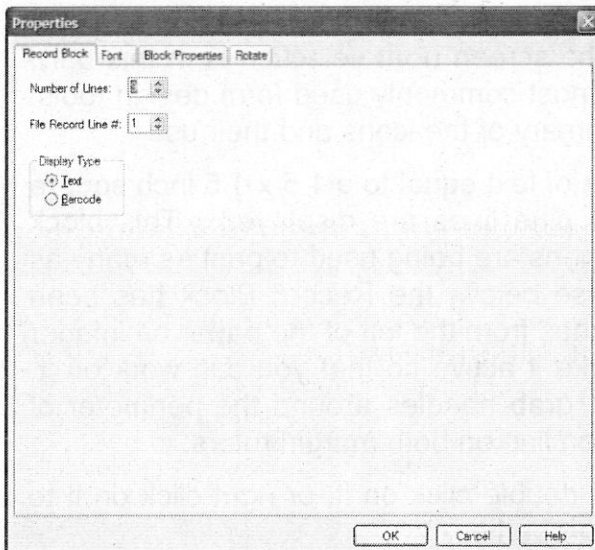 Properties
Record Block Font Block Properties Rotate
Number of Lines:
File Record Line #: 1
Display Type
Text
Barcode
OK Cancel Help